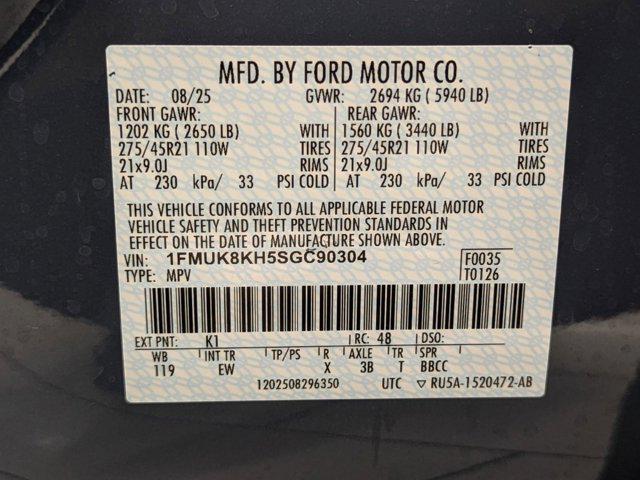 MFD. BY FORD MOTOR CO.
DATE: 08/25 GVWR: 2694 KG ( 5940 LB)
FRONT GAWR: REAR GAWR:
1202 KG ( 2650 LB) WITH 1560 KG ( 3440 LB) WITH
275/45R21 110W TIRES 275/45R21 110W TIRES
21x9.0J RIMS 21x9.0J RIMS
AT 230 kPa/ 33 PSI COLD AT 230 kPa/ 33 PSI COLD
THIS VEHICLE CONFORMS TO ALL APPLICABLE FEDERAL MOTOR
VEHICLE SAFETY AND THEFT PREVENTION STANDARDS IN
EFFECT ON THE DATE OF MANUFACTURE SHOWN ABOVE.
VIN: 1FMUK8KH5SGC90304 F0035
TYPE: MPV T0126
EXT PNT: K1 RC: 48 DSO:
WB INT TR TP/PS R AXLE TR SPR
119 EW X 3B T BBCC
1202508296350 UTC ▽ RU5A-1520472-AB